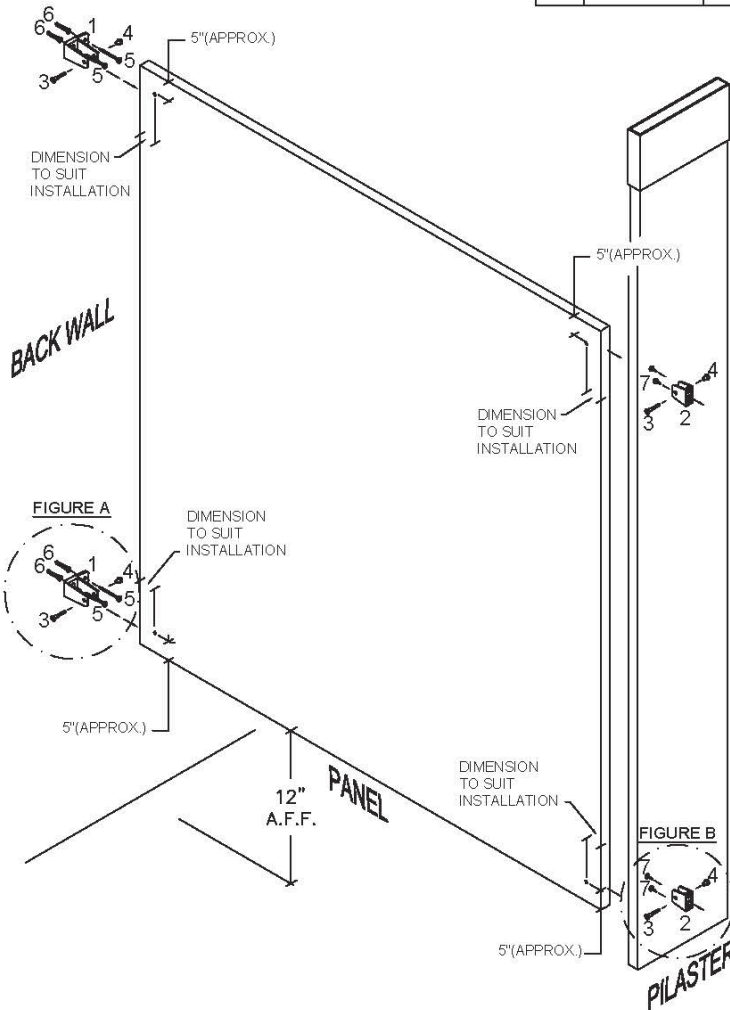 6
6
1
4
5
5
3
5"(APPROX.)
DIMENSION
TO SUIT
INSTALLATION
5"(APPROX.)
BACK WALL
7
4
3
2
DIMENSION
TO SUIT
INSTALLATION
FIGURE A
6
6
1
4
5
5
3
DIMENSION
TO SUIT
INSTALLATION
5"(APPROX.)
12"
A.F.F.
PANEL
DIMENSION
TO SUIT
INSTALLATION
FIGURE B
7
7
4
3
2
5"(APPROX.)
PILASTER